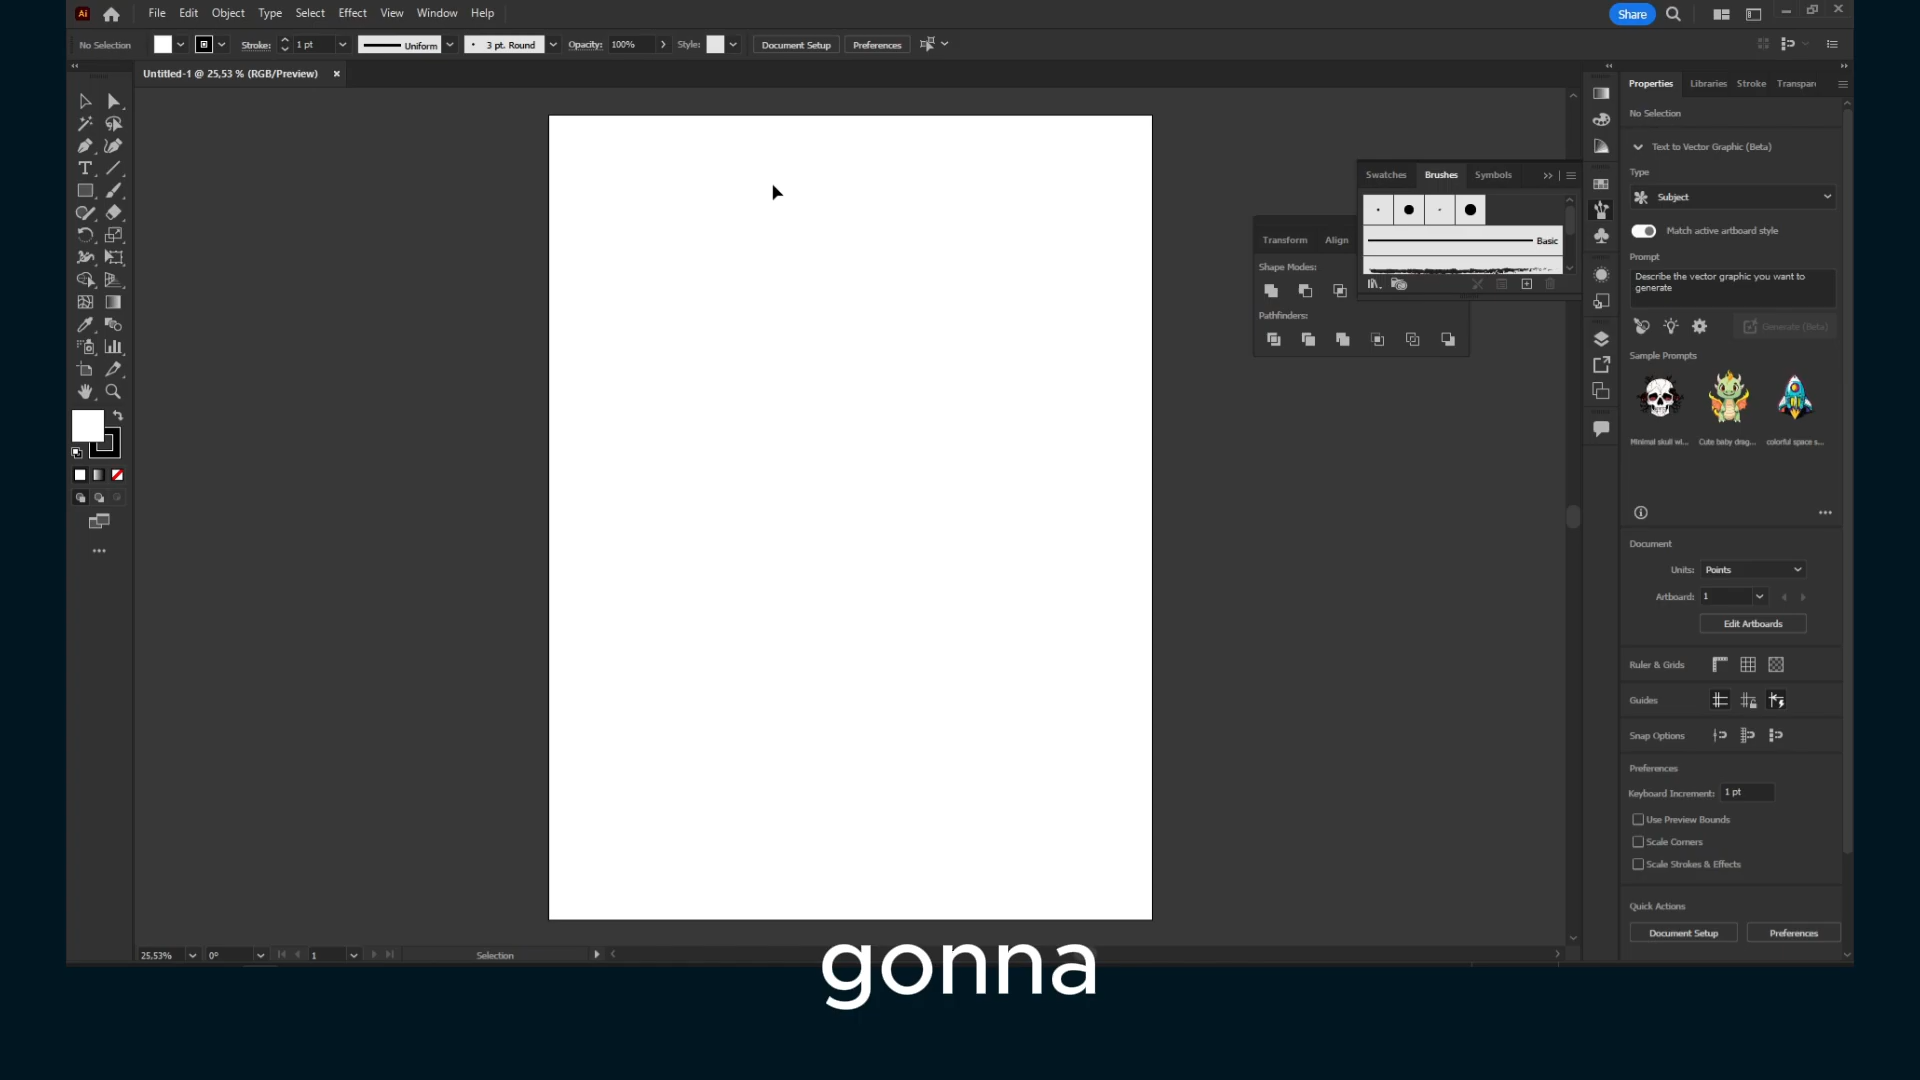 Ai File Edit Object Type Select Effect View Window Help Share
No Selection Stroke: 1 pt Uniform 3 pt. Round Opacity: 100% Style: Document Setup Preferences
Untitled-1 @ 25,53 % (RGB/Preview)
Properties Libraries Stroke Transpan
No Selection
Text to Vector Graphic (Beta)
Type
Subject
Match active artboard style
Prompt
Describe the vector graphic you want to
generate
Generate (Beta)
Sample Prompts
Minimal skull wi... Cute baby drag... colorful space s...
Swatches Brushes Symbols
Basic
Transform Align
Shape Modes:
Pathfinders:
Document
Units: Points
Artboard: 1
Edit Artboards
Ruler & Grids
Guides
Snap Options
Preferences
Keyboard Increment: 1 pt
Use Preview Bounds
Scale Corners
Scale Strokes & Effects
Quick Actions
Document Setup Preferences
25,53% 0° 1 Selection
gonna